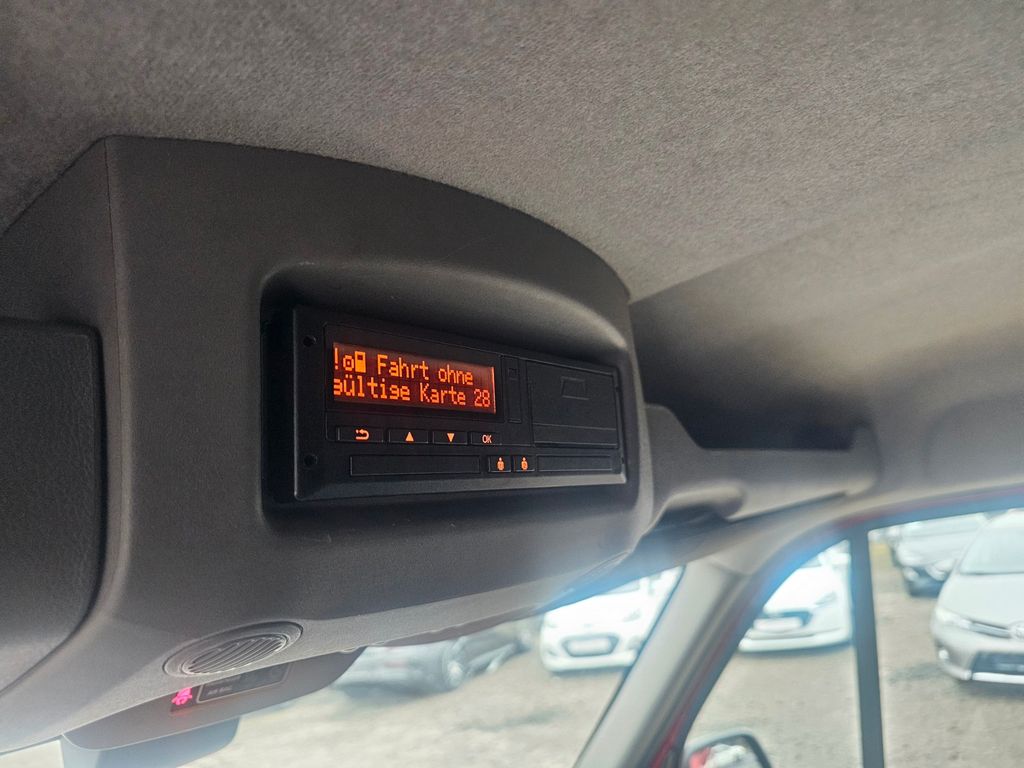 ! Fahrt ohne
gültige Karte 28
OK